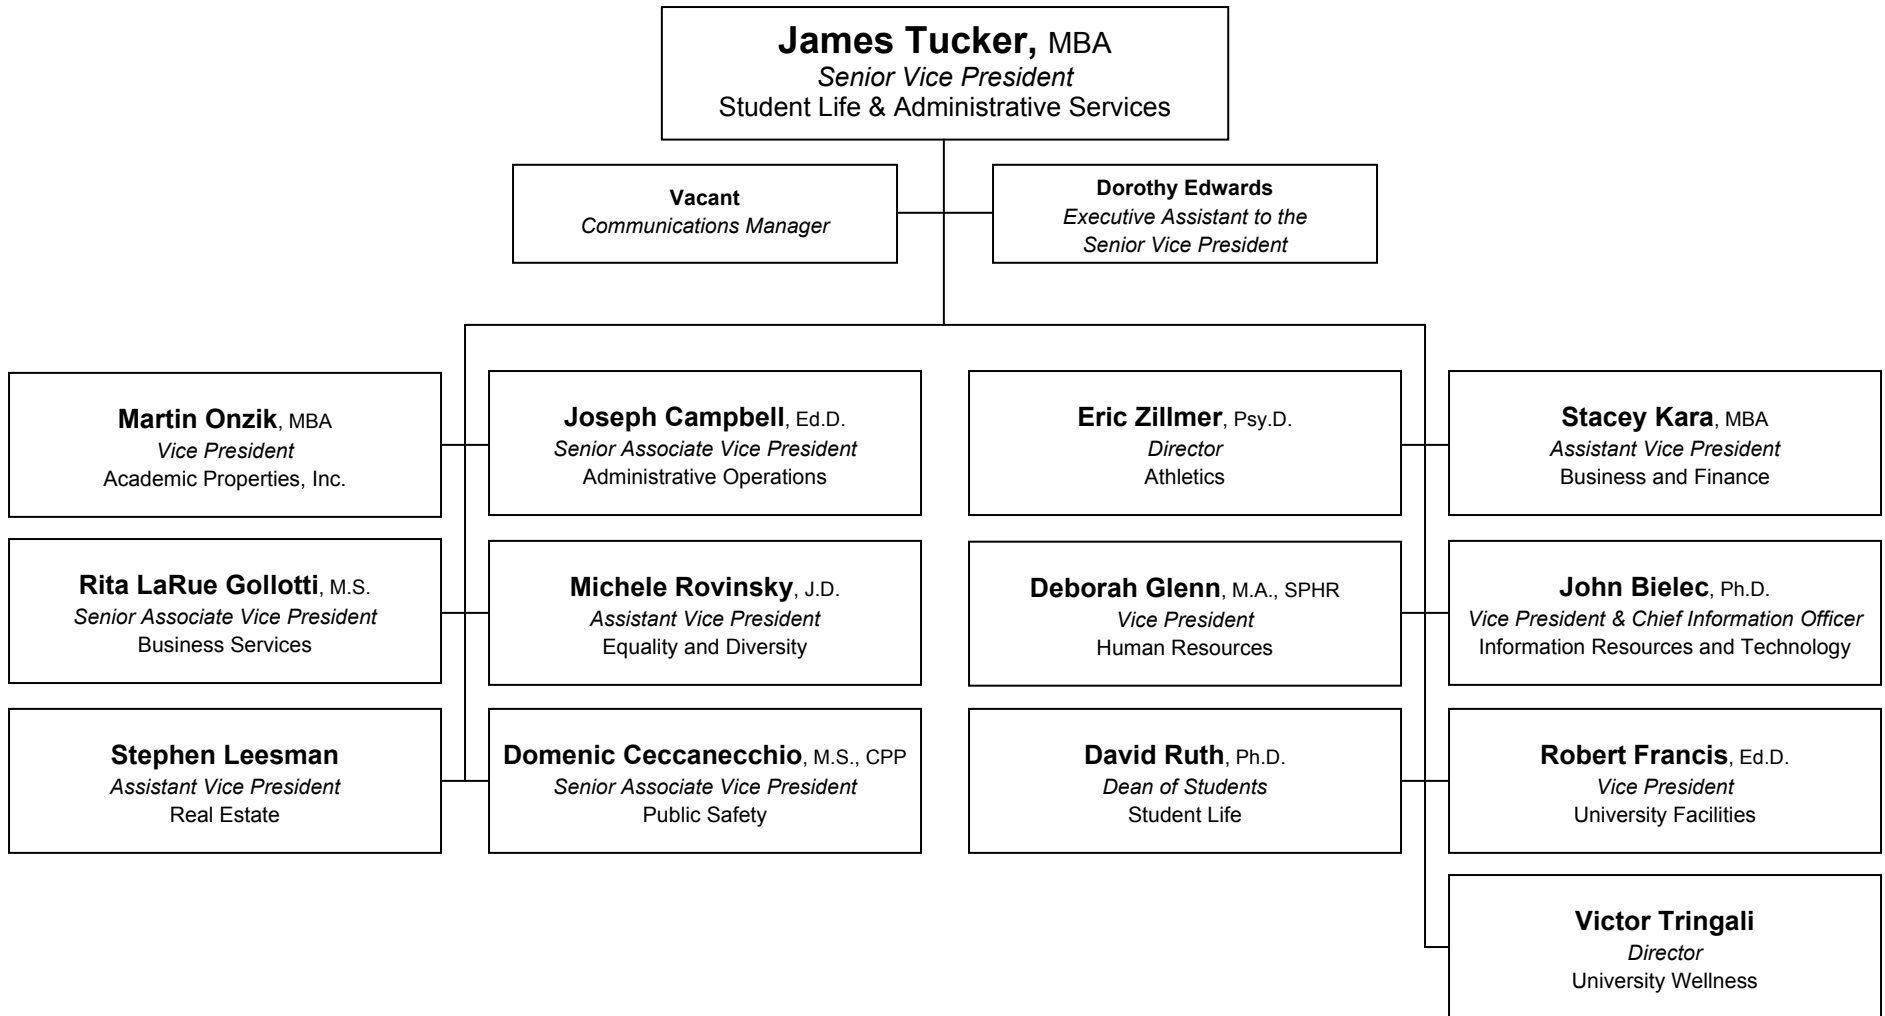 James Tucker, MBA
Senior Vice President
Student Life & Administrative Services
Vacant
Communications Manager
Dorothy Edwards
Executive Assistant to the
Senior Vice President
Martin Onzik, MBA
Vice President
Academic Properties, Inc.
Joseph Campbell, Ed.D.
Senior Associate Vice President
Administrative Operations
Eric Zillmer, Psy.D.
Director
Athletics
Stacey Kara, MBA
Assistant Vice President
Business and Finance
Rita LaRue Gollotti, M.S.
Senior Associate Vice President
Business Services
Michele Rovinsky, J.D.
Assistant Vice President
Equality and Diversity
Deborah Glenn, M.A., SPHR
Vice President
Human Resources
John Bielec, Ph.D.
Vice President & Chief Information Officer
Information Resources and Technology
Stephen Leesman
Assistant Vice President
Real Estate
Domenic Ceccanecchio, M.S., CPP
Senior Associate Vice President
Public Safety
David Ruth, Ph.D.
Dean of Students
Student Life
Robert Francis, Ed.D.
Vice President
University Facilities
Victor Tringali
Director
University Wellness